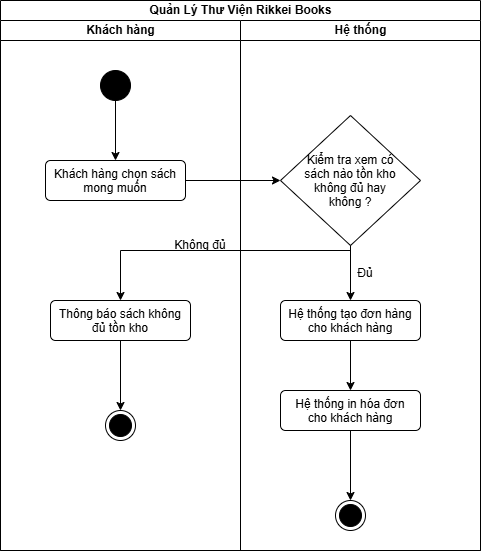 Quản Lý Thư Viện Rikkei Books
Khách hàng
Hệ thống
Khách hàng chọn sách
mong muốn
Kiểm tra xem có
sách nào tồn kho
không đủ hay
không ?
Không đủ
Đủ
Thông báo sách không
đủ tồn kho
Hệ thống tạo đơn hàng
cho khách hàng
Hệ thống in hóa đơn
cho khách hàng